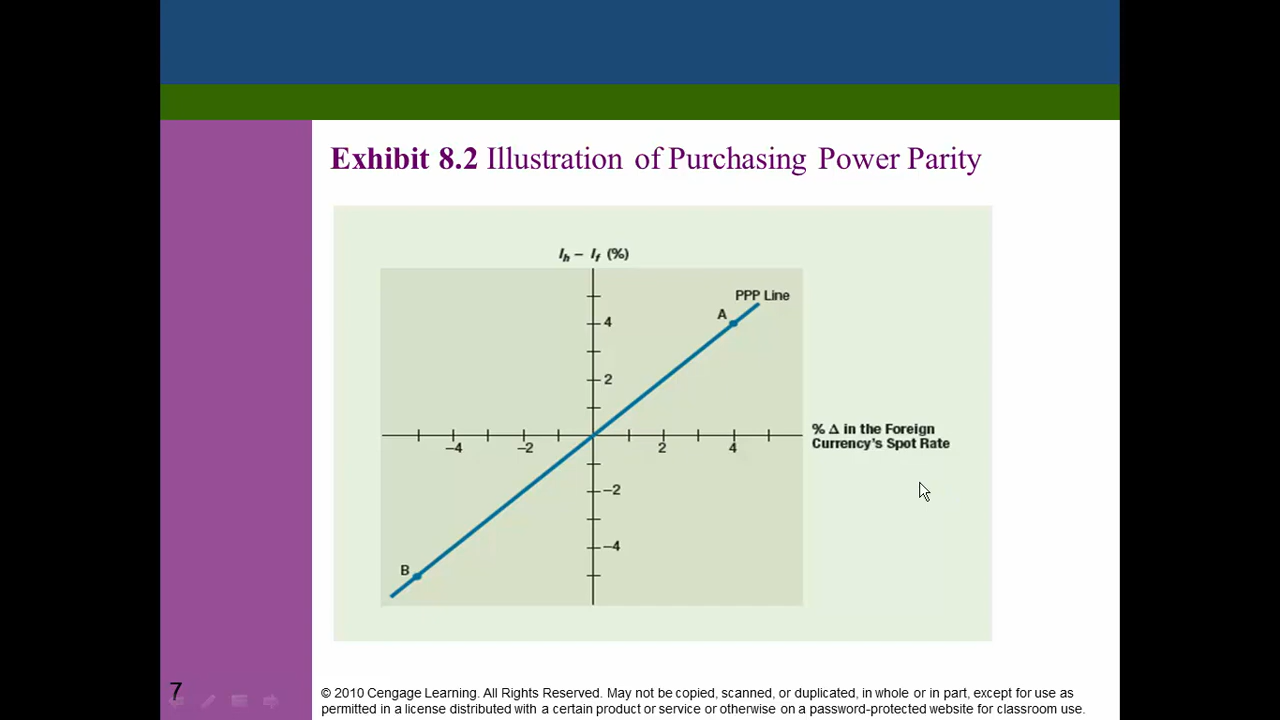 Exhibit 8.2 Illustration of Purchasing Power Parity
Ih – If (%)
PPP Line
A
4
2
% Δ in the Foreign
Currency's Spot Rate
–4
–2
2
4
–2
–4
B
7
© 2010 Cengage Learning. All Rights Reserved. May not be copied, scanned, or duplicated, in whole or in part, except for use as
permitted in a license distributed with a certain product or service or otherwise on a password-protected website for classroom use.